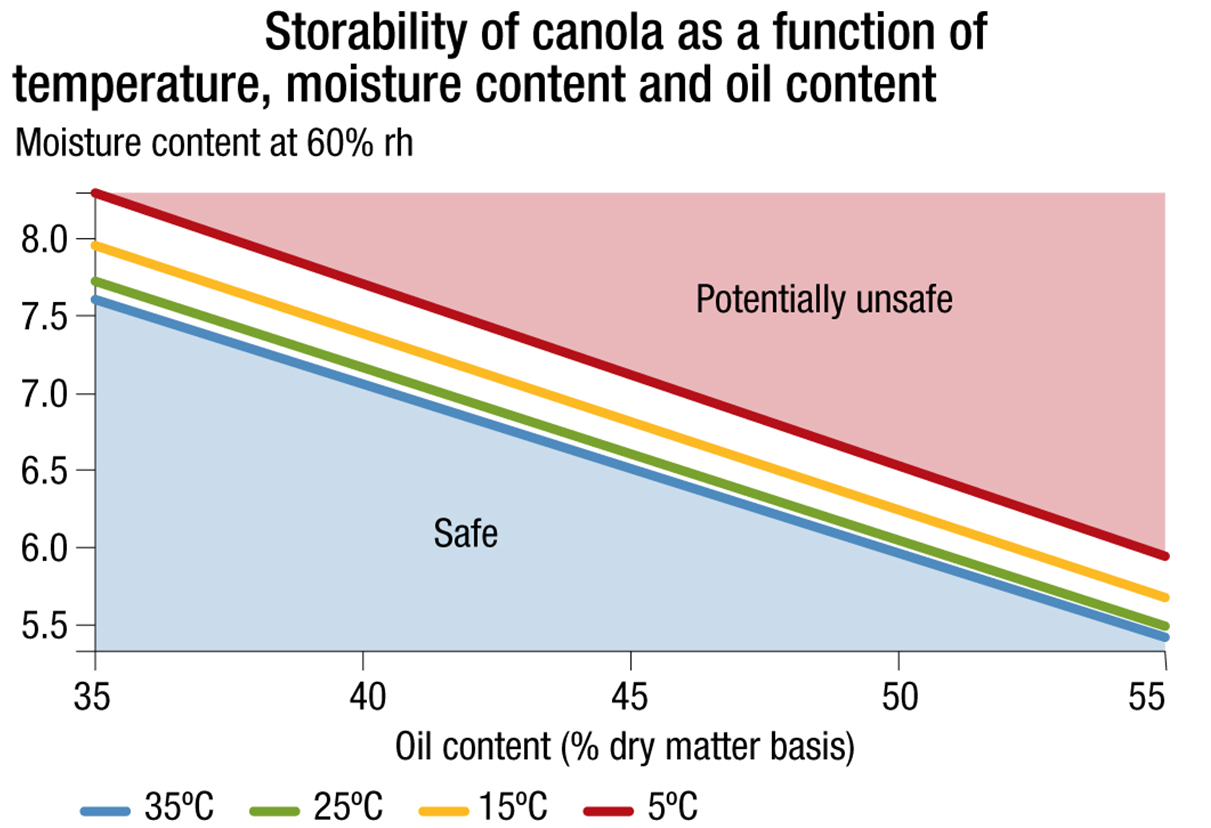 Storability of canola as a function of
temperature, moisture content and oil content
Moisture content at 60% rh
8.0
7.5
7.0
6.5
6.0
5.5
Potentially unsafe
Safe
35 40 45 50 55
Oil content (% dry matter basis)
35ºC 25ºC 15ºC 5ºC